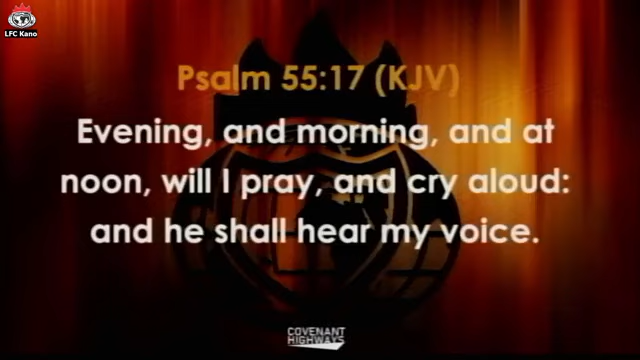 LFC Kano
Psalm 55:17 (KJV)
Evening, and morning, and at
noon, will I pray, and cry aloud:
and he shall hear my voice.
COVENANT
HIGHWAYS